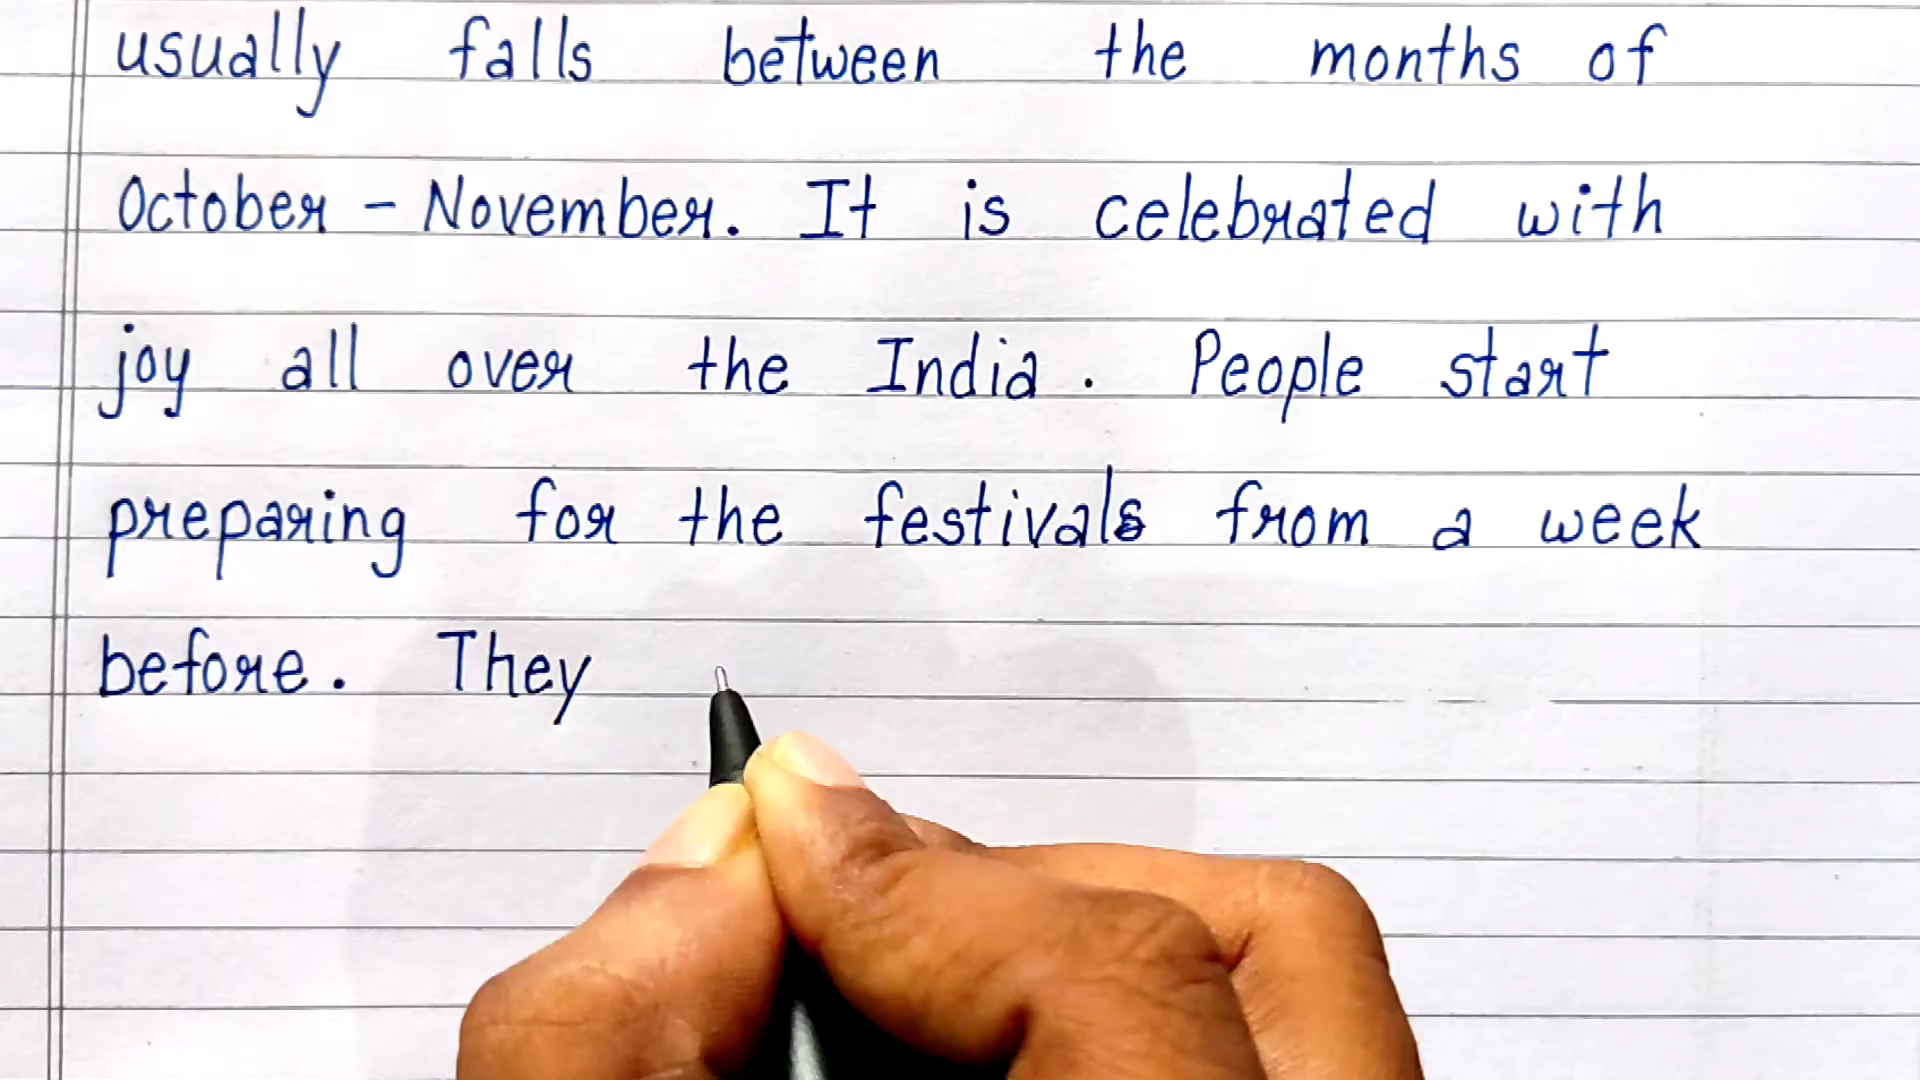 usually falls between the months of
October - November. It is celebrated with
joy all over the India. People start
preparing for the festivals from a week
before. They